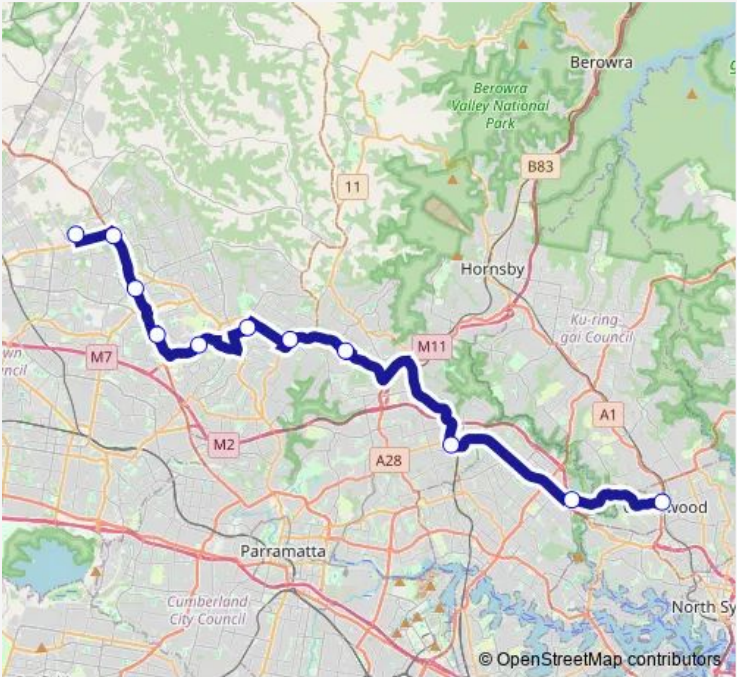 Berowra
Berowra
Valley National
Park
B83
11
Hornsby
Ku-ring-
gai Council
M11
M7
A1
M2
A28
wood
Parramatta
Cumberland
City Council
North Sy
© OpenStreetMap contributors